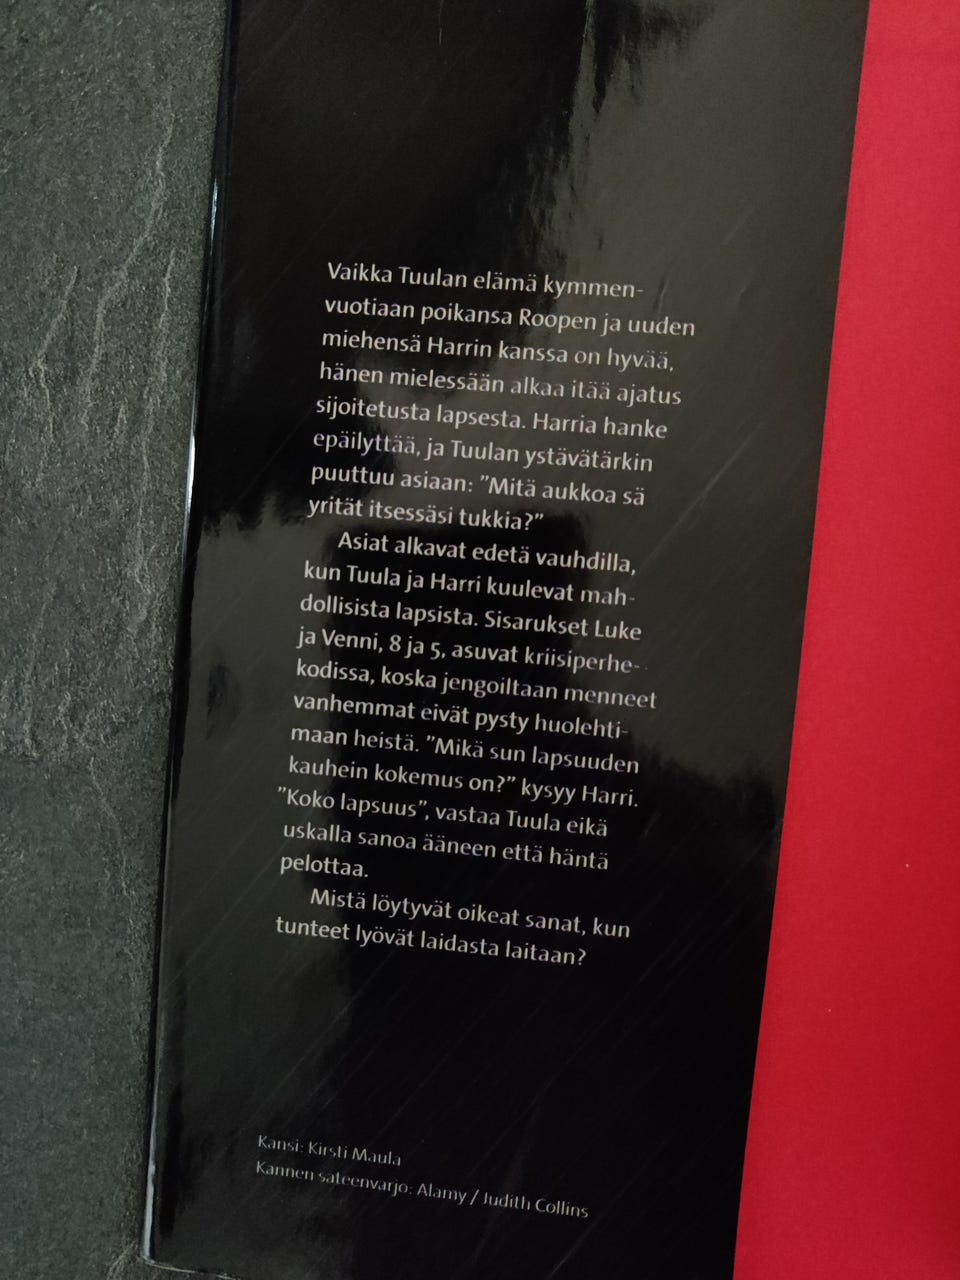 Vaikka Tuulan elämä kymmen-
vuotiaan poikansa Roopen ja uuden
miehensä Harrin kanssa on hyvää,
hänen mielessään alkaa itää ajatus
sijoitetusta lapsesta. Harria hanke
epäilyttää, ja Tuulan ystävätärkin
puuttuu asiaan: ”Mitä aukkoa sä
yrität itsessäsi tukkia?”
Asiat alkavat edetä vauhdilla,
kun Tuula ja Harri kuulevat mah-
dollisista lapsista. Sisarukset Luke
ja Venni, 8 ja 5, asuvat kriisiperhe-
kodissa, koska jengoiltaan menneet
vanhemmat eivät pysty huolehti-
maan heistä. ”Mikä sun lapsuuden
kauhein kokemus on?” kysyy Harri.
”Koko lapsuus”, vastaa Tuula eikä
uskalla sanoa ääneen että häntä
pelottaa.
Mistä löytyvät oikeat sanat, kun
tunteet lyövät laidasta laitaan?
Kansi: Kirsti Maula
Kannen sateenvarjo: Alamy / Judith Collins